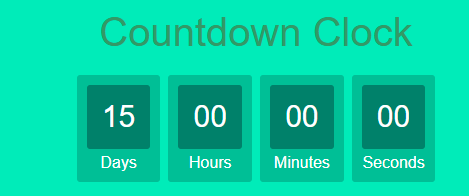 Countdown Clock
15 00 00 00
Days Hours Minutes Seconds